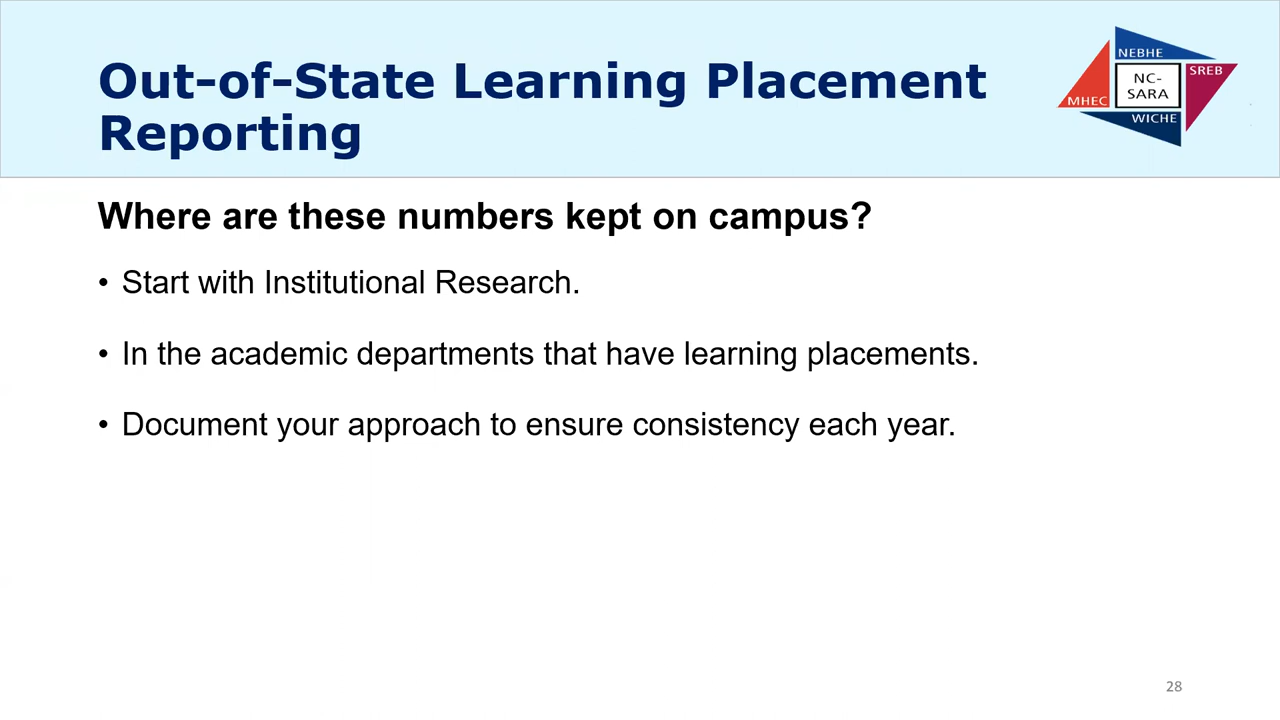 Out-of-State Learning Placement
Reporting
NEBHE
NC-
SARA
SREB
MHEC
WICHE
Where are these numbers kept on campus?
• Start with Institutional Research.
• In the academic departments that have learning placements.
• Document your approach to ensure consistency each year.
28